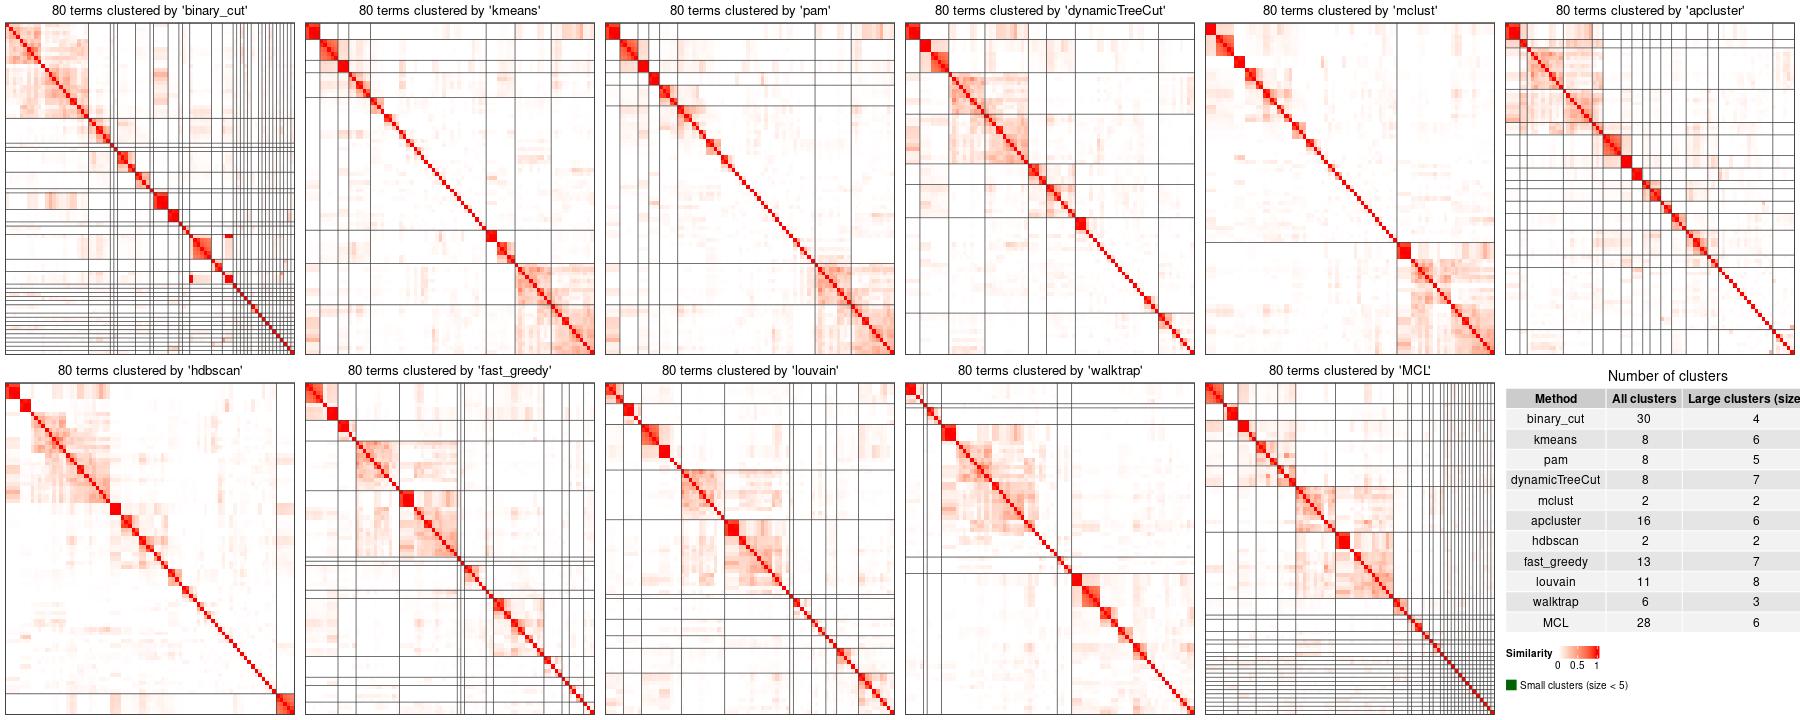 80 terms clustered by 'binary_cut'
80 terms clustered by 'kmeans'
80 terms clustered by 'pam'
80 terms clustered by 'dynamicTreeCut'
80 terms clustered by 'mclust'
80 terms clustered by 'apcluster'
80 terms clustered by 'hdbscan'
80 terms clustered by 'fast_greedy'
80 terms clustered by 'louvain'
80 terms clustered by 'walktrap'
80 terms clustered by 'MCL'
Number of clusters
Method All clusters Large clusters (size
binary_cut 30 4
kmeans 8 6
pam 8 5
dynamicTreeCut 8 7
mclust 2 2
apcluster 16 6
hdbscan 2 2
fast_greedy 13 7
louvain 11 8
walktrap 6 3
MCL 28 6
Similarity
0 0.5 1
Small clusters (size < 5)